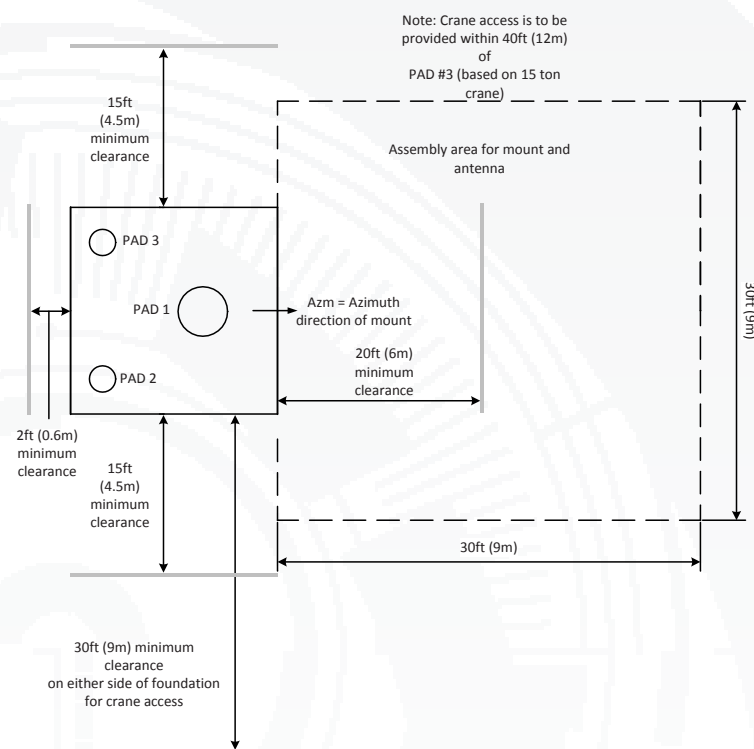 Note: Crane access is to be
provided within 40ft (12m)
of
PAD #3 (based on 15 ton
crane)
15ft
(4.5m)
minimum
clearance
Assembly area for mount and
antenna
PAD 3
PAD 1
Azm = Azimuth
direction of mount
30ft (9m)
20ft (6m)
minimum
clearance
PAD 2
2ft (0.6m)
minimum
clearance
15ft
(4.5m)
minimum
clearance
30ft (9m)
30ft (9m) minimum
clearance
on either side of foundation
for crane access